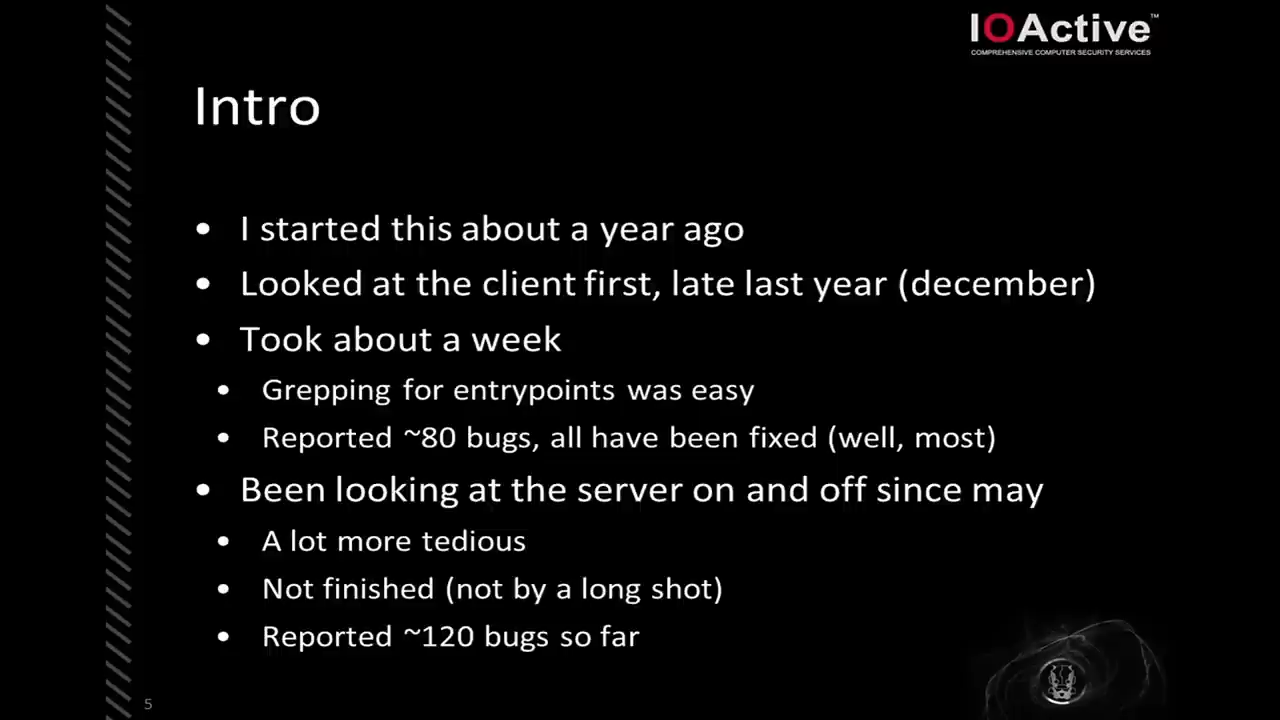 IOActive™
COMPREHENSIVE COMPUTER SECURITY SERVICES
Intro
• I started this about a year ago
• Looked at the client first, late last year (december)
• Took about a week
• Grepping for entrypoints was easy
• Reported ~80 bugs, all have been fixed (well, most)
• Been looking at the server on and off since may
• A lot more tedious
• Not finished (not by a long shot)
• Reported ~120 bugs so far
5